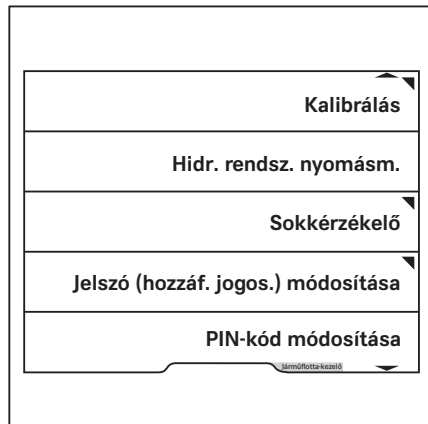 Kalibrálás
Hidr. rendsz. nyomásm.
Sokkérzékelő
Jelszó (hozzáf. jogos.) módosítása
PIN-kód módosítása
Járműflotta-kezelő